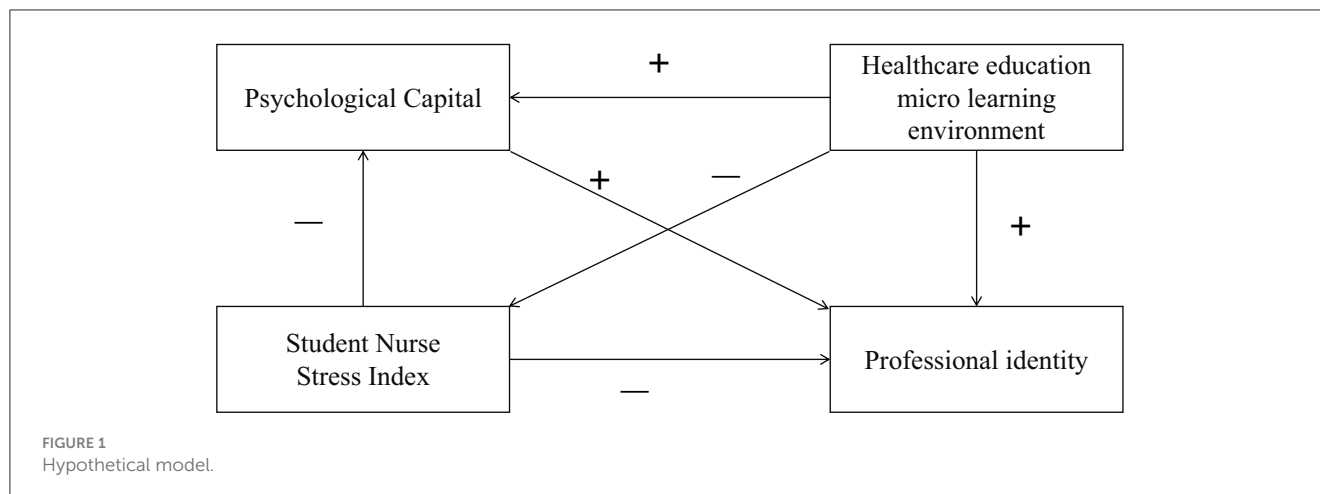 Psychological Capital
+
Healthcare education
micro learning
environment
—
+
—
+
Student Nurse
Stress Index
—
Professional identity
FIGURE 1
Hypothetical model.